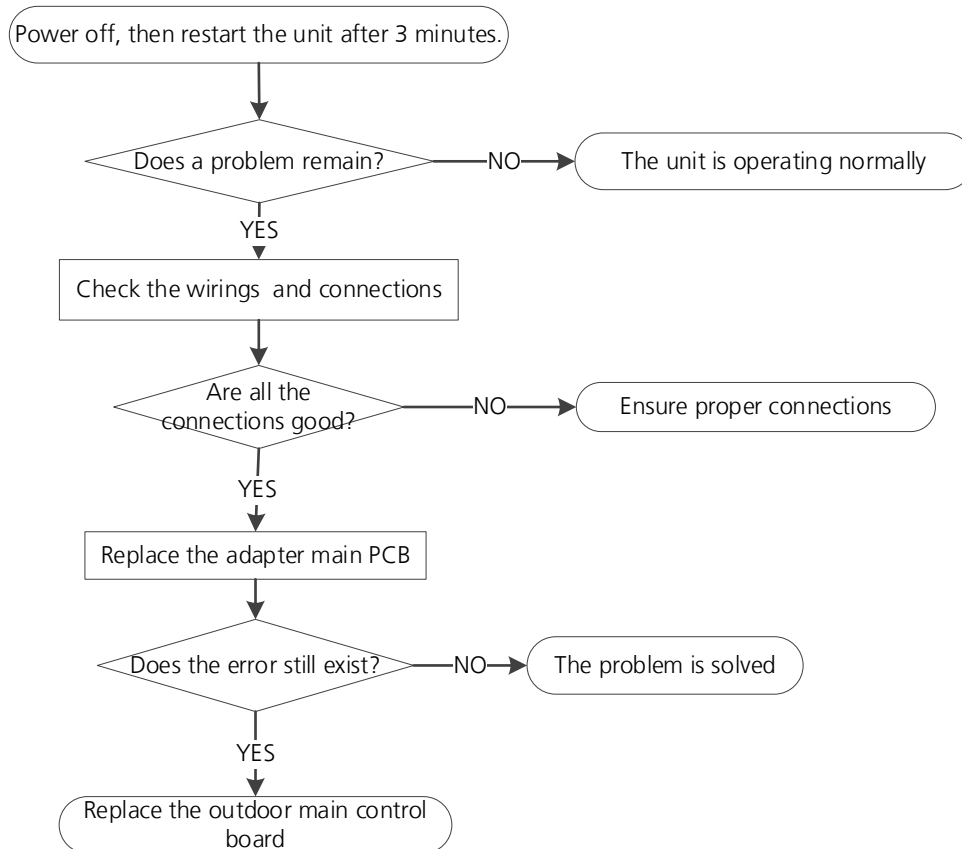 Power off, then restart the unit after 3 minutes.
Does a problem remain?
NO
The unit is operating normally
YES
Check the wirings  and connections
Are all the
connections good?
NO
Ensure proper connections
YES
Replace the adapter main PCB
Does the error still exist?
NO
The problem is solved
YES
Replace the outdoor main control
board